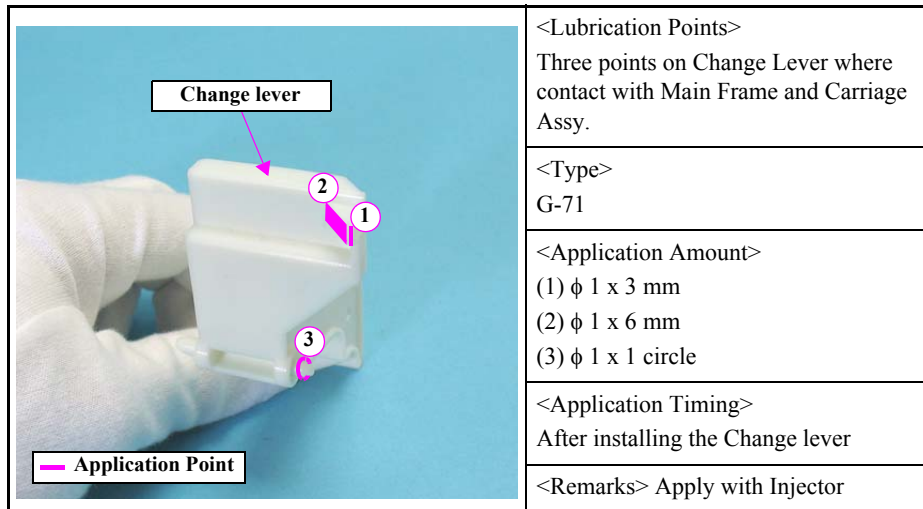 Change lever
2
1
3
Application Point
<Lubrication Points>
Three points on Change Lever where
contact with Main Frame and Carriage
Assy.
<Type>
G-71
<Application Amount>
(1) ϕ 1 x 3 mm
(2) ϕ 1 x 6 mm
(3) ϕ 1 x 1 circle
<Application Timing>
After installing the Change lever
<Remarks> Apply with Injector